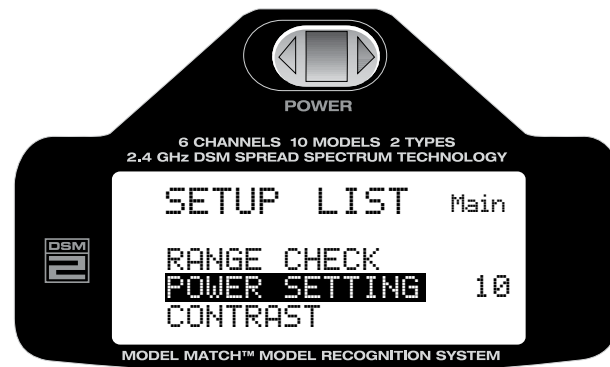 POWER
6 CHANNELS 10 MODELS 2 TYPES
2.4 GHz DSM SPREAD SPECTRUM TECHNOLOGY
SETUP LIST Main
DSM
2
RANGE CHECK
POWER SETTING 10
CONTRAST
MODEL MATCH™ MODEL RECOGNITION SYSTEM